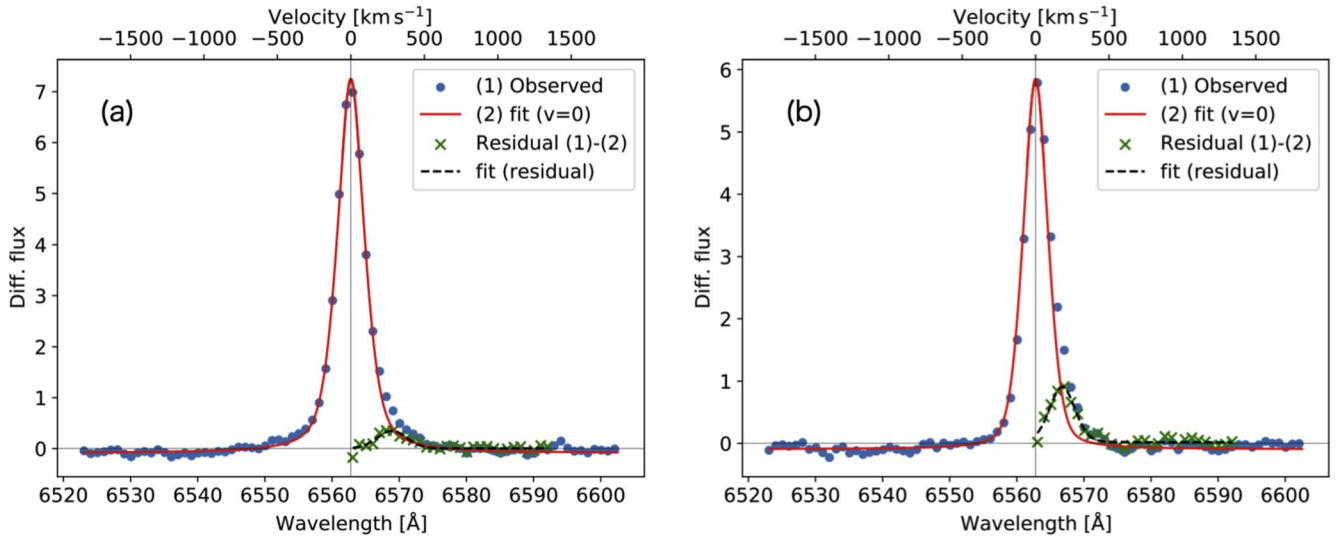 Velocity [km s⁻¹]
−1500 −1000 −500 0 500 1000 1500
(a)
(1) Observed
(2) fit (v=0)
Residual (1)-(2)
fit (residual)
7
6
5
4
3
2
1
0
Diff. flux
6520 6530 6540 6550 6560 6570 6580 6590 6600
Wavelength [Å]
Velocity [km s⁻¹]
−1500 −1000 −500 0 500 1000 1500
(b)
(1) Observed
(2) fit (v=0)
Residual (1)-(2)
fit (residual)
6
5
4
3
2
1
0
Diff. flux
6520 6530 6540 6550 6560 6570 6580 6590 6600
Wavelength [Å]